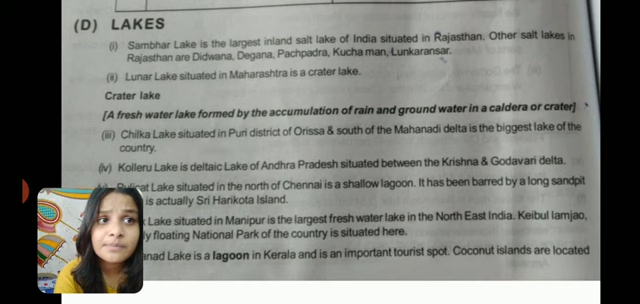 (D) LAKES
(i) Sambhar Lake is the largest inland salt lake of India situated in Rajasthan. Other salt lakes in
Rajasthan are Didwana, Degana, Pachpadra, Kucha man, Lunkaransar.
(ii) Lunar Lake situated in Maharashtra is a crater lake.
Crater lake
[A fresh water lake formed by the accumulation of rain and ground water in a caldera or crater]
(iii) Chilka Lake situated in Puri district of Orissa & south of the Mahanadi delta is the biggest lake of the
country.
(iv) Kolleru Lake is deltaic Lake of Andhra Pradesh situated between the Krishna & Godavari delta.
Lake situated in the north of Chennai is a shallow lagoon. It has been barred by a long sandpit
is actually Sri Harikota Island.
Lake situated in Manipur is the largest fresh water lake in the North East India. Keibul lamjao,
floating National Park of the country is situated here.
Lake is a lagoon in Kerala and is an important tourist spot. Coconut islands are located